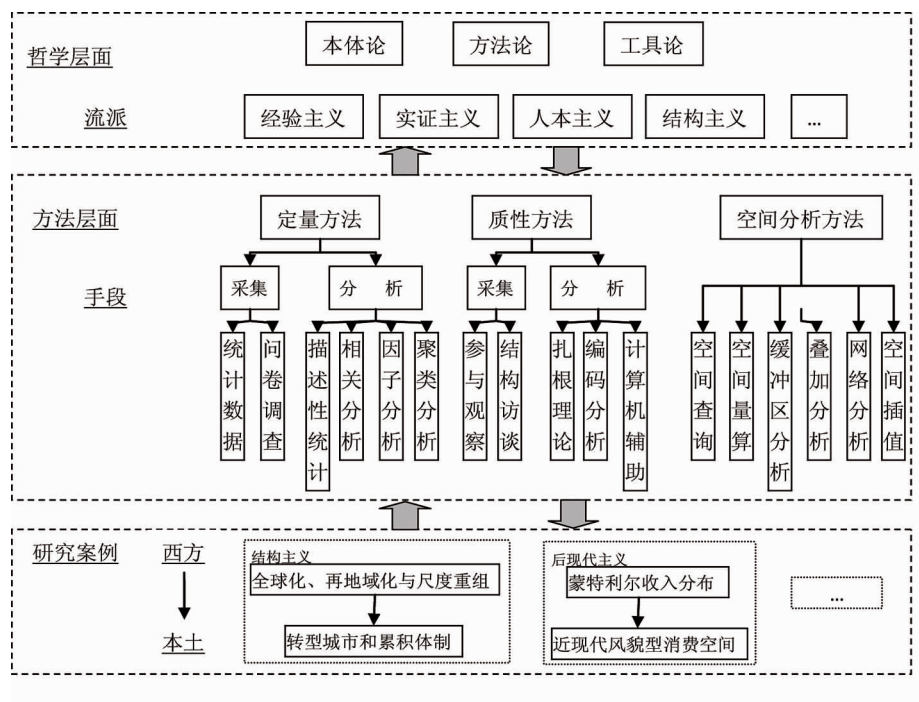 哲学层面
本体论
方法论
工具论
流派
经验主义
实证主义
人本主义
结构主义
...
方法层面
定量方法
质性方法
空间分析方法
手段
采集
分 析
采集
分 析
统计数据
问卷调查
描述性统计
相关分析
因子分析
聚类分析
参与观察
结构访谈
扎根理论
编码分析
计算机辅助
空间查询
空间量算
缓冲区分析
叠加分析
网络分析
空间插值
研究案例
西方
本土
结构主义
全球化、再地域化与尺度重组
转型城市和累积体制
后现代主义
蒙特利尔收入分布
近现代风貌型消费空间
...